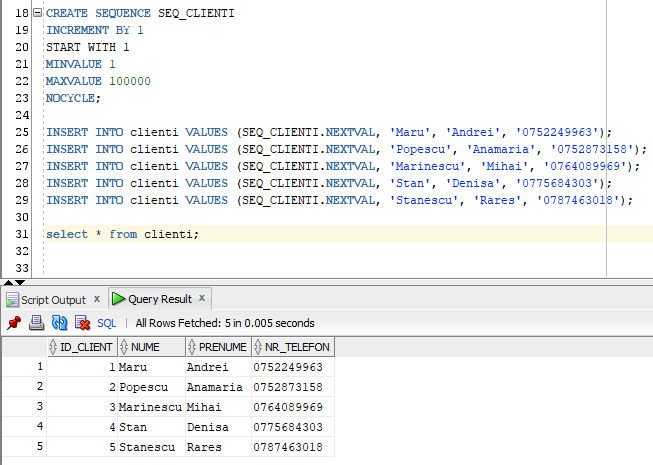 18 CREATE SEQUENCE SEQ_CLIENTI
19 INCREMENT BY 1
20 START WITH 1
21 MINVALUE 1
22 MAXVALUE 100000
23 NOCYCLE;
24
25 INSERT INTO clienti VALUES (SEQ_CLIENTI.NEXTVAL, 'Maru', 'Andrei', '0752249963');
26 INSERT INTO clienti VALUES (SEQ_CLIENTI.NEXTVAL, 'Popescu', 'Anamaria', '0752873158');
27 INSERT INTO clienti VALUES (SEQ_CLIENTI.NEXTVAL, 'Marinescu', 'Mihai', '0764089969');
28 INSERT INTO clienti VALUES (SEQ_CLIENTI.NEXTVAL, 'Stan', 'Denisa', '0775684303');
29 INSERT INTO clienti VALUES (SEQ_CLIENTI.NEXTVAL, 'Stanescu', 'Rares', '0787463018');
30
31 select * from clienti;
32
33
Script Output x Query Result x
SQL | All Rows Fetched: 5 in 0.005 seconds
ID_CLIENT NUME PRENUME NR_TELEFON
1 1 Maru Andrei 0752249963
2 2 Popescu Anamaria 0752873158
3 3 Marinescu Mihai 0764089969
4 4 Stan Denisa 0775684303
5 5 Stanescu Rares 0787463018